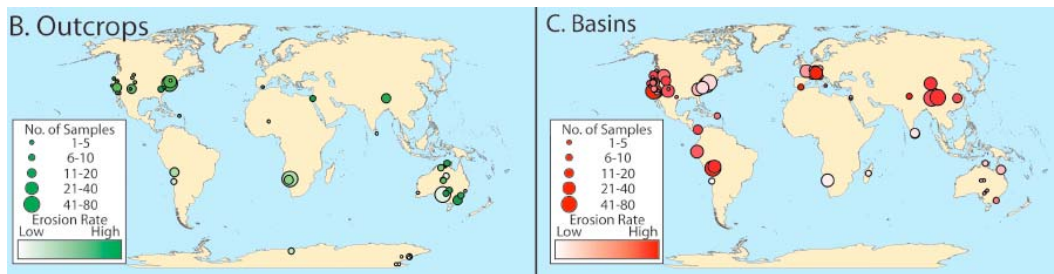 B. Outcrops
No. of Samples
1-5
6-10
11-20
21-40
41-80
Erosion Rate
Low High
C. Basins
No. of Samples
1-5
6-10
11-20
21-40
41-80
Erosion Rate
Low High